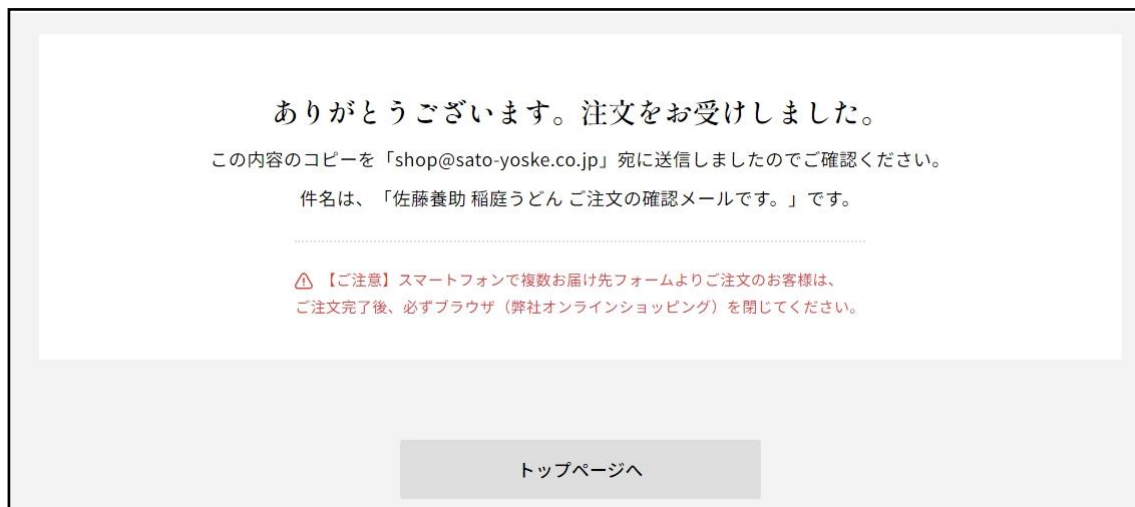 ありがとうございます。注文をお受けしました。
この内容のコピーを「shop@sato-yoske.co.jp」宛に送信しましたのでご確認ください。
件名は、「佐藤養助 稲庭うどん ご注文の確認メールです。」です。
【ご注意】スマートフォンで複数お届け先フォームよりご注文のお客様は、
ご注文完了後、必ずブラウザ（弊社オンラインショッピング）を閉じてください。
トップページへ